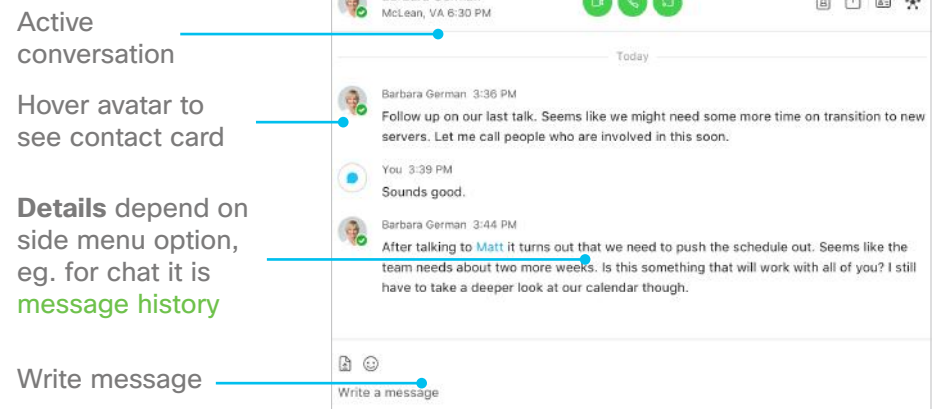 Active
conversation
Hover avatar to
see contact card
Details depend on
side menu option,
eg. for chat it is
message history
Write message
McLean, VA 6:30 PM
Today
Barbara German 3:36 PM
Follow up on our last talk. Seems like we might need some more time on transition to new
servers. Let me call people who are involved in this soon.
You 3:39 PM
Sounds good.
Barbara German 3:44 PM
After talking to Matt it turns out that we need to push the schedule out. Seems like the
team needs about two more weeks. Is this something that will work with all of you? I still
have to take a deeper look at our calendar though.
Write a message